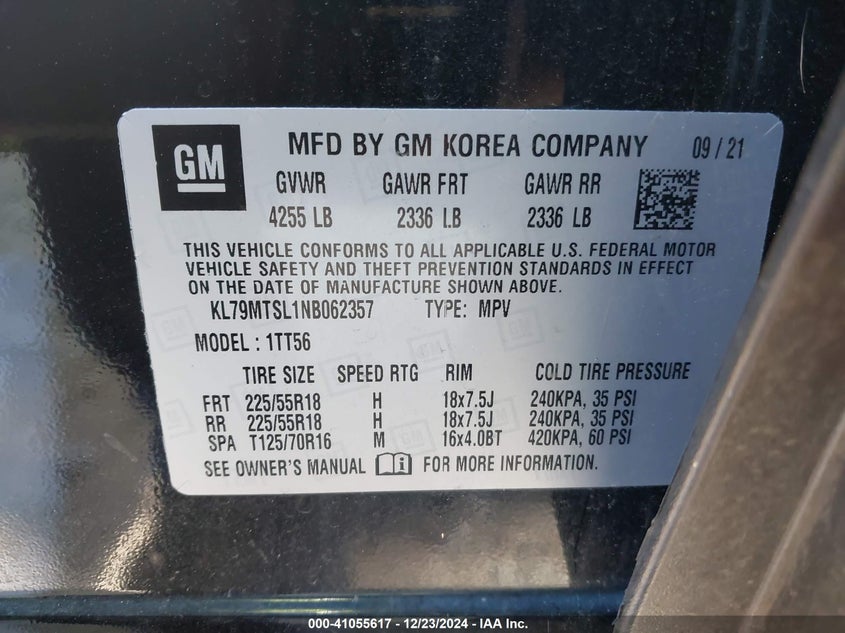 GM
MFD BY GM KOREA COMPANY 09 / 21
GVWR GAWR FRT GAWR RR
4255 LB 2336 LB 2336 LB
THIS VEHICLE CONFORMS TO ALL APPLICABLE U.S. FEDERAL MOTOR
VEHICLE SAFETY AND THEFT PREVENTION STANDARDS IN EFFECT
ON THE DATE OF MANUFACTURE SHOWN ABOVE.
KL79MTSL1NB062357 TYPE: MPV
MODEL : 1TT56
TIRE SIZE SPEED RTG RIM COLD TIRE PRESSURE
FRT 225/55R18 H 18x7.5J 240KPA, 35 PSI
RR 225/55R18 H 18x7.5J 240KPA, 35 PSI
SPA T125/70R16 M 16x4.0BT 420KPA, 60 PSI
SEE OWNER'S MANUAL FOR MORE INFORMATION.
000-41055617 - 12/23/2024 - IAA Inc.